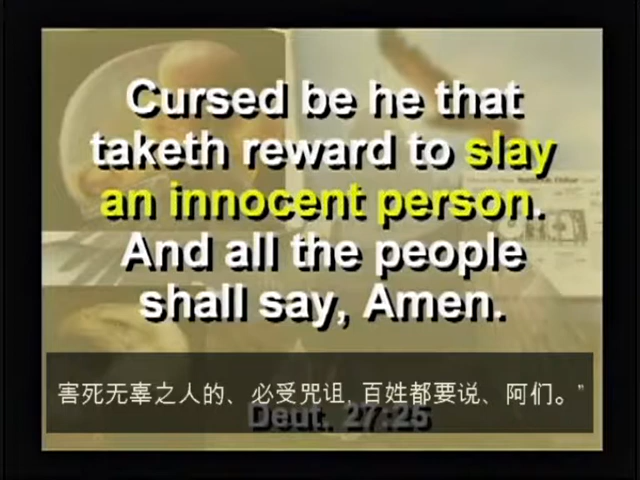 Cursed be he that
taketh reward to slay
an innocent person.
And all the people
shall say, Amen.
害死无辜之人的、必受咒诅,百姓都要说、阿们。”
Deut. 27:25